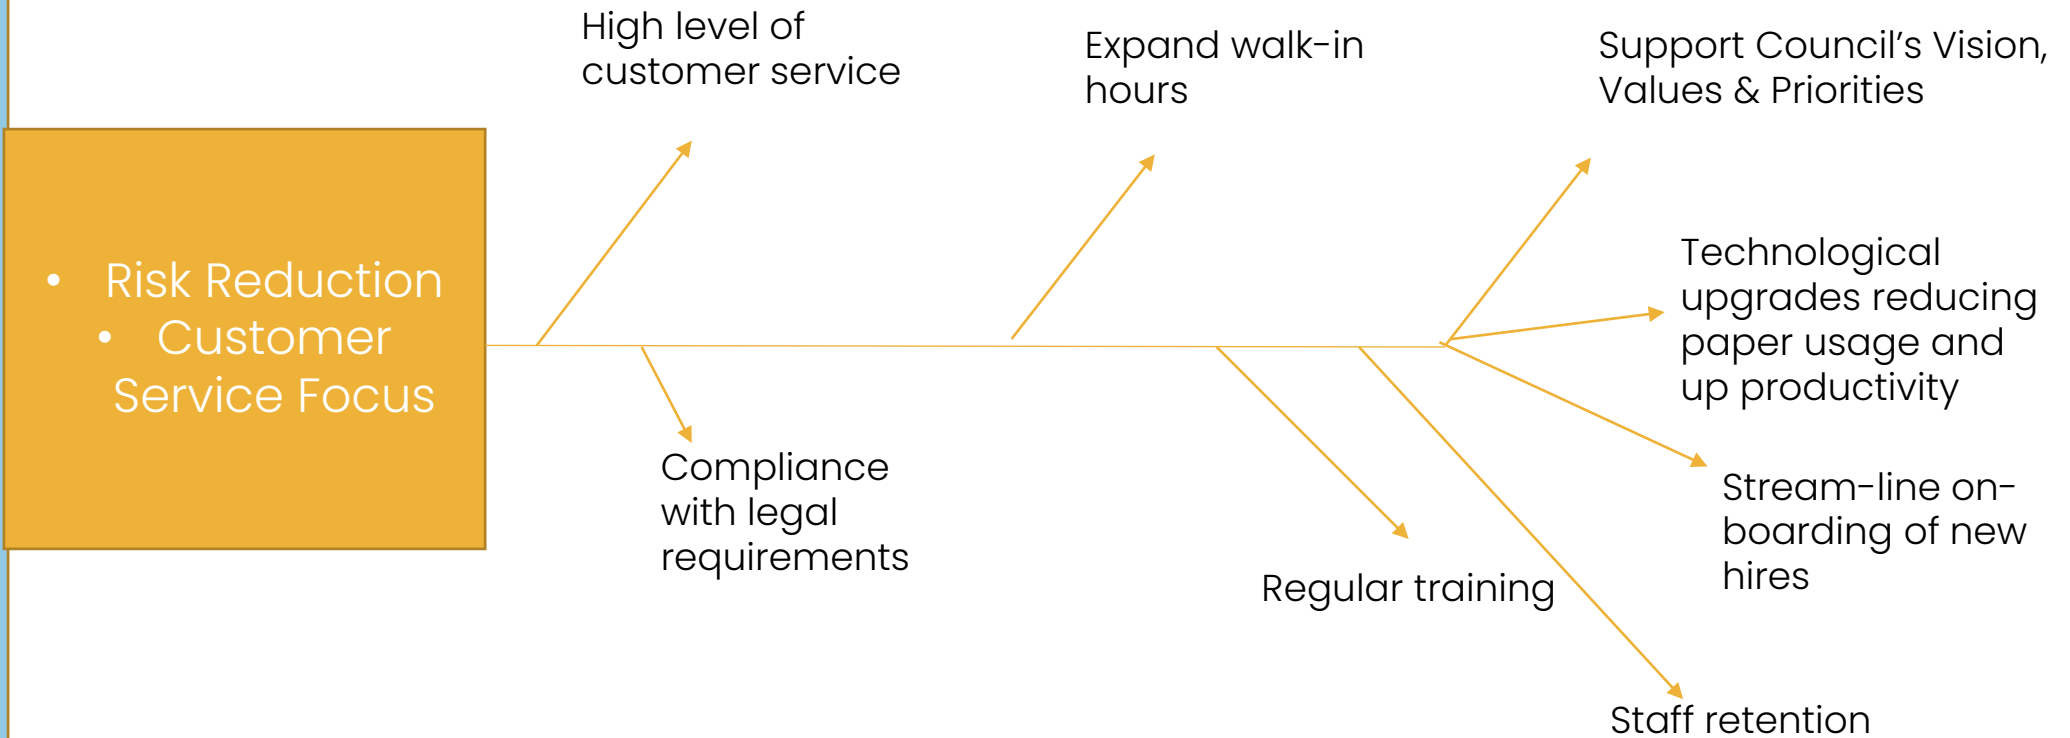 High level of
customer service
Expand walk-in
hours
Support Council's Vision,
Values & Priorities
• Risk Reduction
• Customer
Service Focus
Technological
upgrades reducing
paper usage and
up productivity
Compliance
with legal
requirements
Stream-line on-
boarding of new
hires
Regular training
Staff retention